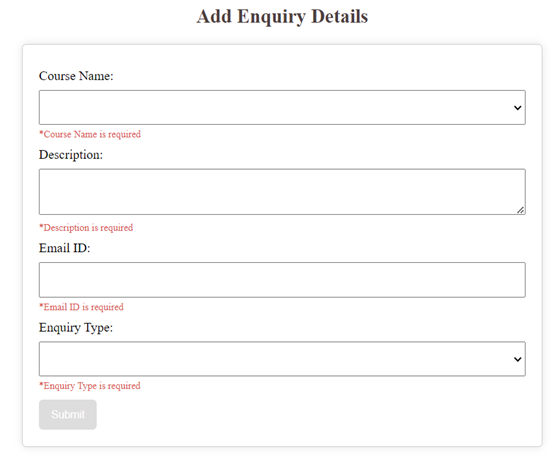 Add Enquiry Details
Course Name:
*Course Name is required
Description:
*Description is required
Email ID:
*Email ID is required
Enquiry Type:
*Enquiry Type is required
Submit